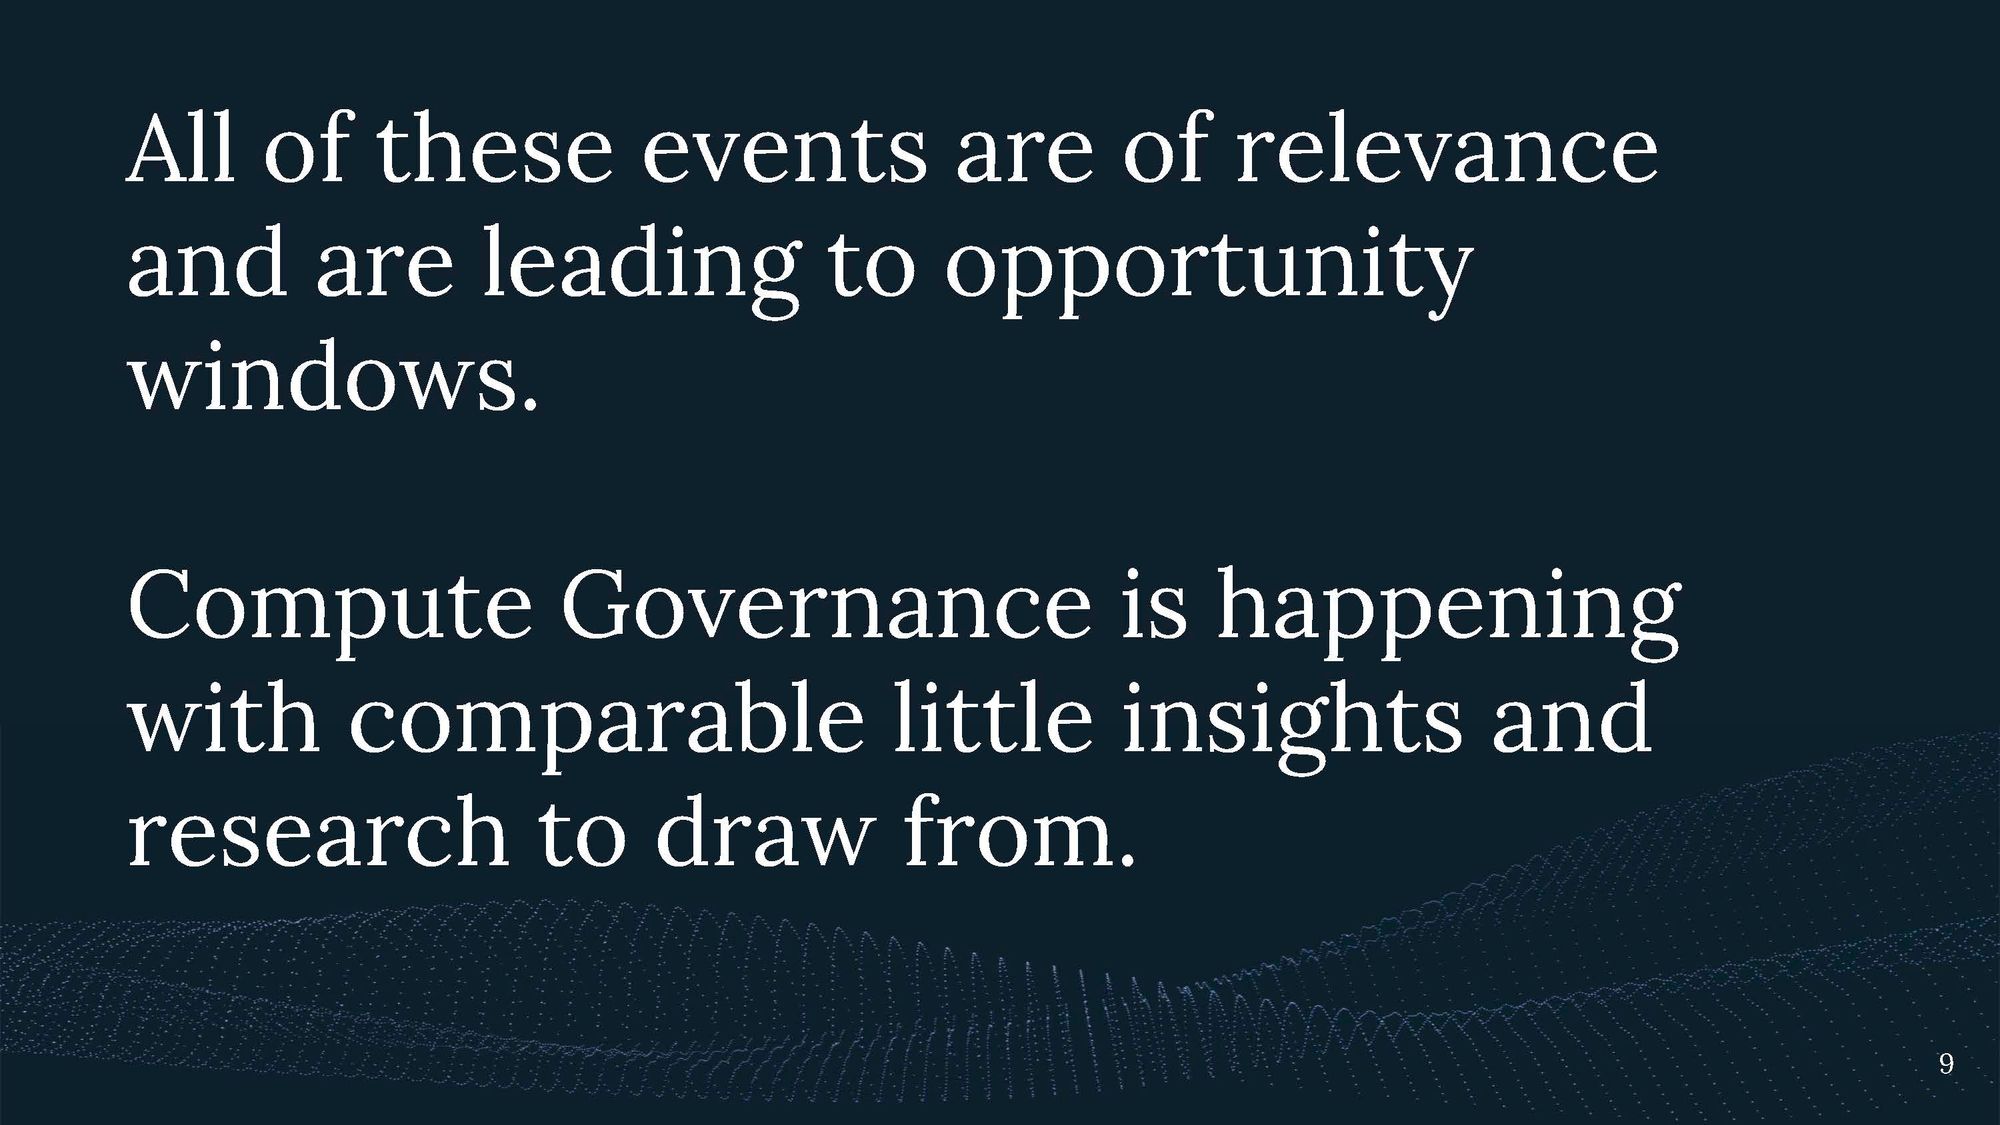 All of these events are of relevance
and are leading to opportunity
windows.
Compute Governance is happening
with comparable little insights and
research to draw from.
9